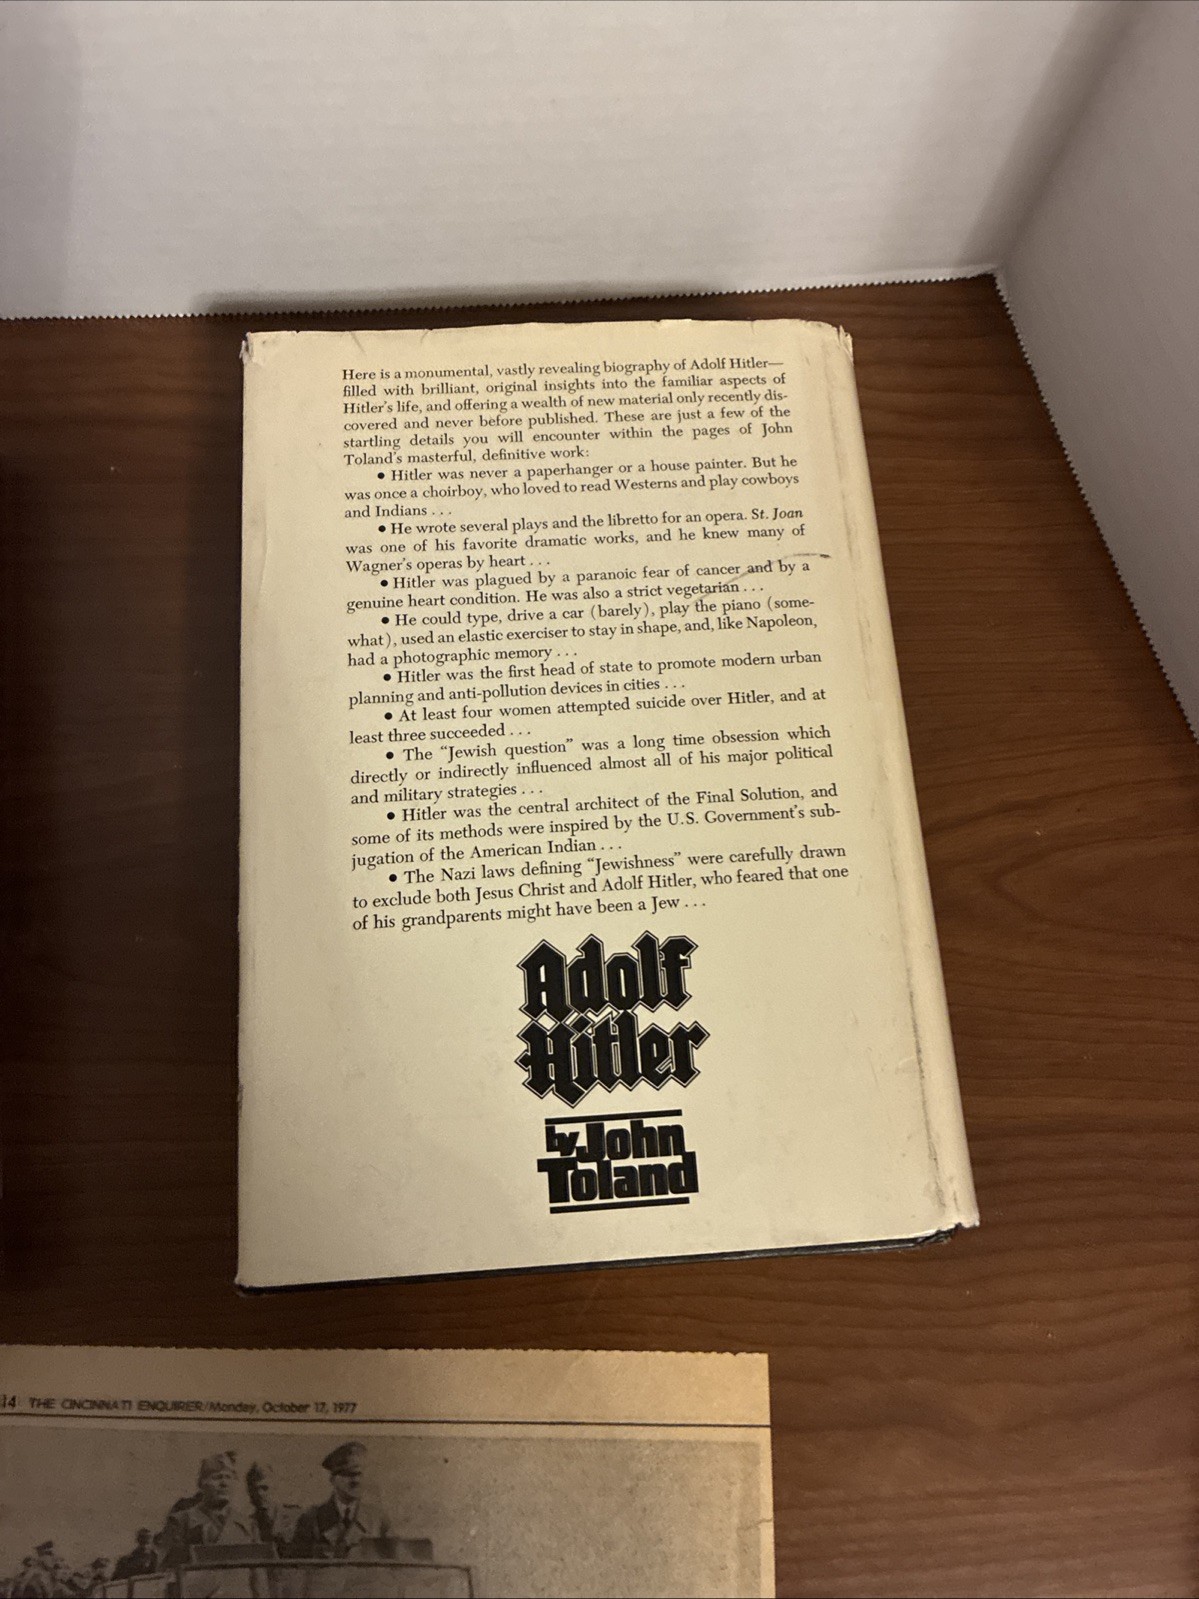 Here is a monumental, vastly revealing biography of Adolf Hitler—
filled with brilliant, original insights into the familiar aspects of
Hitler's life, and offering a wealth of new material only recently dis-
covered and never before published. These are just a few of the
startling details you will encounter within the pages of John
Toland's masterful, definitive work:
• Hitler was never a paperhanger or a house painter. But he
was once a choirboy, who loved to read Westerns and play cowboys
and Indians . . .
• He wrote several plays and the libretto for an opera. St. Joan
was one of his favorite dramatic works, and he knew many of
Wagner's operas by heart . . .
• Hitler was plagued by a paranoic fear of cancer and by a
genuine heart condition. He was also a strict vegetarian . . .
• He could type, drive a car (barely), play the piano (some-
what), used an elastic exerciser to stay in shape, and, like Napoleon,
had a photographic memory . . .
• Hitler was the first head of state to promote modern urban
planning and anti-pollution devices in cities . . .
• At least four women attempted suicide over Hitler, and at
least three succeeded . . .
• The "Jewish question" was a long time obsession which
directly or indirectly influenced almost all of his major political
and military strategies . . .
• Hitler was the central architect of the Final Solution, and
some of its methods were inspired by the U.S. Government's sub-
jugation of the American Indian . . .
• The Nazi laws defining "Jewishness" were carefully drawn
to exclude both Jesus Christ and Adolf Hitler, who feared that one
of his grandparents might have been a Jew . . .
Adolf
Hitler
by John
Toland
14 THE CINCINNATI ENQUIRER/Monday, October 17, 1977